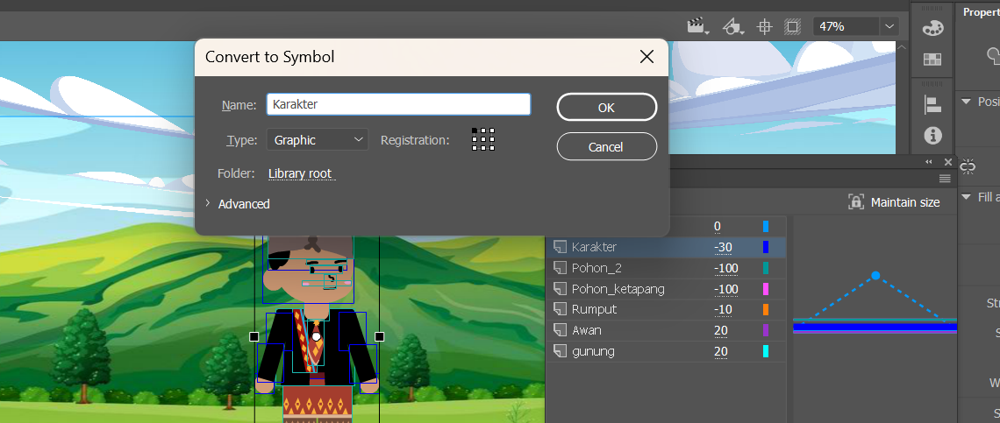 47%
Propert
Convert to Symbol
Name: Karakter
OK
Posi
Type: Graphic
Registration:
Cancel
Folder: Library root
Advanced
Fill a
Maintain size
0
Karakter -30
Pohon_2 -100
Pohon_ketapang -100
Rumput -10
Awan 20
gunung 20
Str
S
W
S